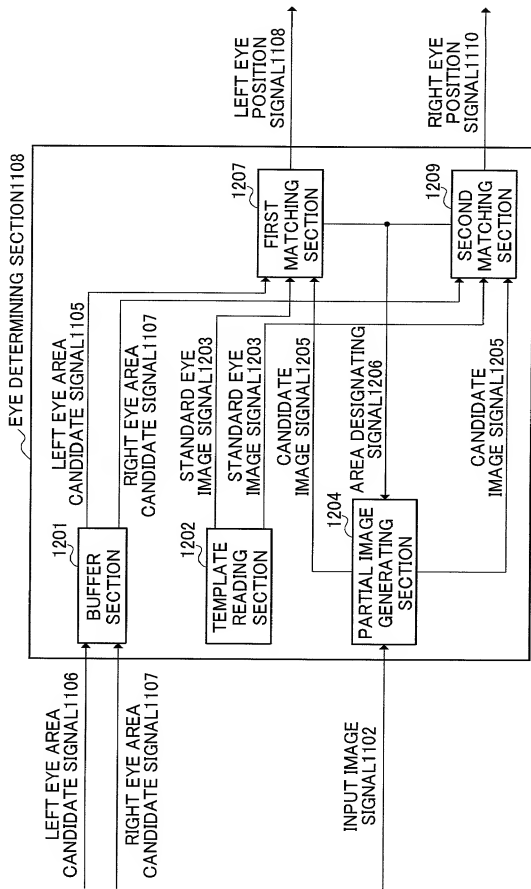 EYE DETERMINING SECTION1108
LEFT EYE AREA
CANDIDATE SIGNAL1106
RIGHT EYE AREA
CANDIDATE SIGNAL1107
INPUT IMAGE
SIGNAL1102
1201
BUFFER
SECTION
1202
TEMPLATE
READING
SECTION
1204
PARTIAL IMAGE
GENERATING
SECTION
LEFT EYE AREA
CANDIDATE SIGNAL1105
RIGHT EYE AREA
CANDIDATE SIGNAL1107
STANDARD EYE
IMAGE SIGNAL1203
STANDARD EYE
IMAGE SIGNAL1203
CANDIDATE
IMAGE SIGNAL1205
AREA DESIGNATING
SIGNAL1206
CANDIDATE
IMAGE SIGNAL1205
1207
FIRST
MATCHING
SECTION
1209
SECOND
MATCHING
SECTION
LEFT EYE
POSITION
SIGNAL1108
RIGHT EYE
POSITION
SIGNAL1110